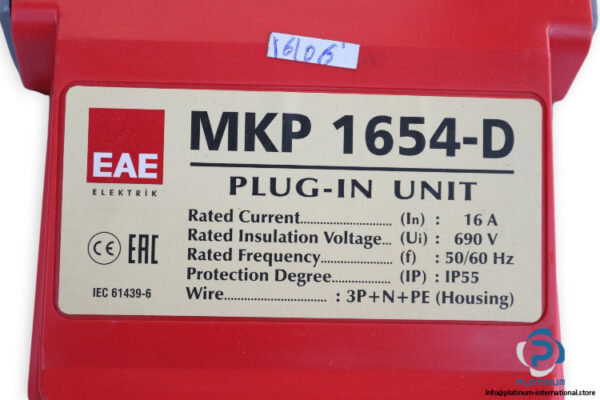 16106
EAE
ELEKTRİK
MKP 1654-D
PLUG-IN UNIT
Rated Current............... (In) : 16 A
Rated Insulation Voltage... (Ui) : 690 V
Rated Frequency............ (f) : 50/60 Hz
Protection Degree.......... (IP) : IP55
Wire.............................. : 3P+N+PE (Housing)
CE EAC
IEC 61439-6
PLATINUM
info@platinum-international.store